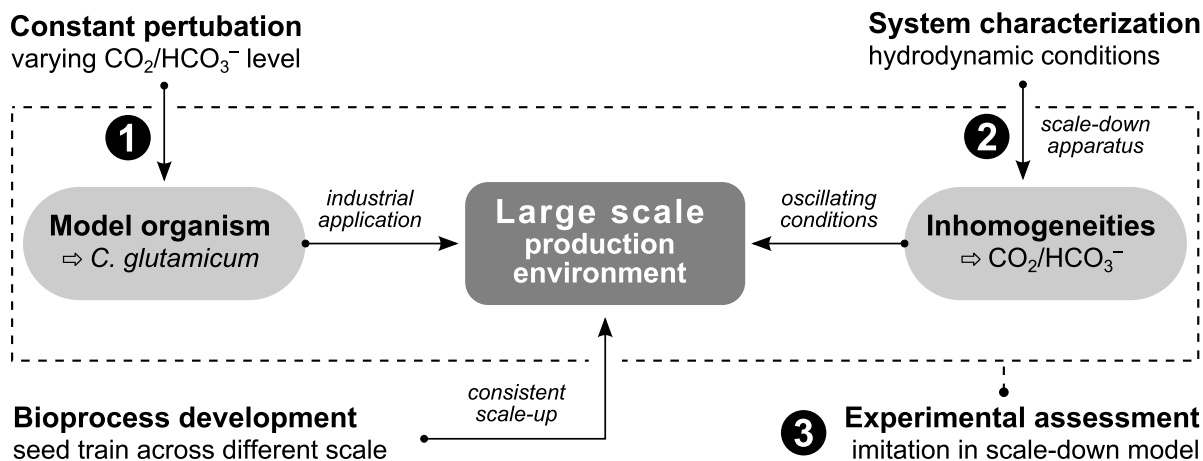 Constant pertubation
varying CO₂/HCO₃⁻ level
System characterization
hydrodynamic conditions
1
2
scale-down
apparatus
Model organism
⇨ C. glutamicum
industrial
application
Large scale
production
environment
oscillating
conditions
Inhomogeneities
⇨ CO₂/HCO₃⁻
Bioprocess development
seed train across different scale
consistent
scale-up
3
Experimental assessment
imitation in scale-down model